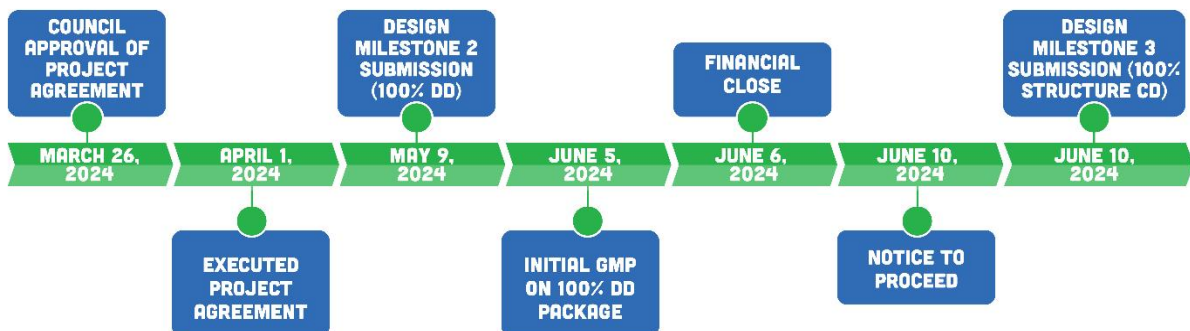 COUNCIL
APPROVAL OF
PROJECT
AGREEMENT
DESIGN
MILESTONE 2
SUBMISSION
(100% DD)
FINANCIAL
CLOSE
DESIGN
MILESTONE 3
SUBMISSION (100%
STRUCTURE CD)
MARCH 26,
2024
APRIL 1,
2024
MAY 9,
2024
JUNE 5,
2024
JUNE 6,
2024
JUNE 10,
2024
JUNE 10,
2024
EXECUTED
PROJECT
AGREEMENT
INITIAL GMP
ON 100% DD
PACKAGE
NOTICE TO
PROCEED